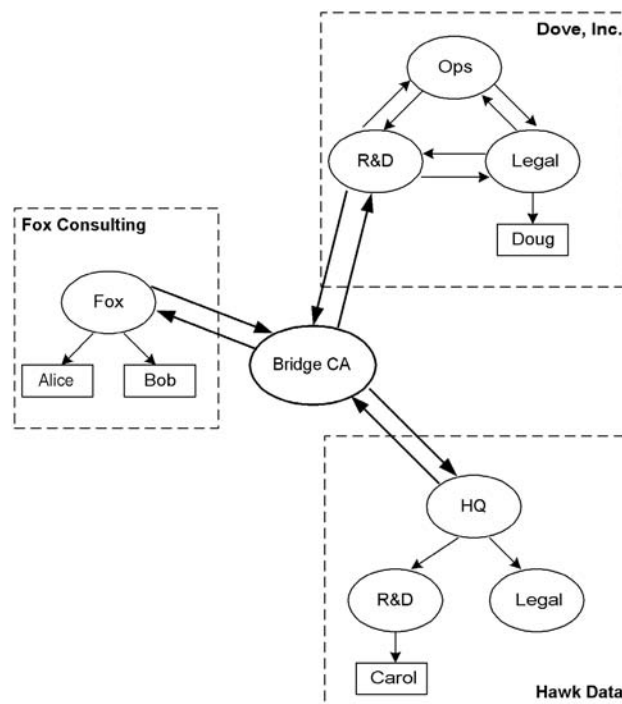 Dove, Inc.
Ops
R&D
Legal
Doug
Fox Consulting
Fox
Alice
Bob
Bridge CA
HQ
R&D
Legal
Carol
Hawk Data